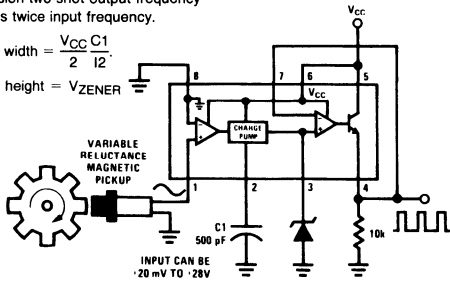 sion two shot output frequency
s twice input frequency.
width = VCC/2 C1/I2.
height = VZENER
VCC
8
7
6
5
VCC
CHARGE PUMP
VARIABLE
RELUCTANCE
MAGNETIC
PICKUP
1
2
3
4
C1
500 pF
10k
INPUT CAN BE
·20 mV TO ·28V